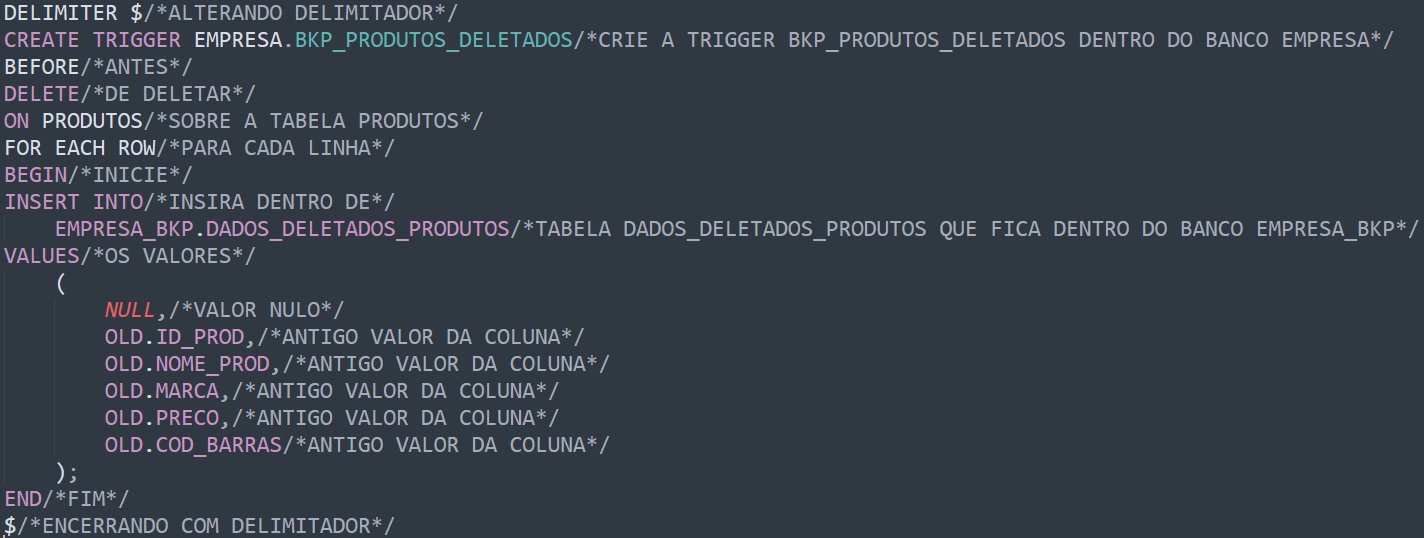 DELIMITER $/*ALTERANDO DELIMITADOR*/
CREATE TRIGGER EMPRESA.BKP_PRODUTOS_DELETADOS/*CRIE A TRIGGER BKP_PRODUTOS_DELETADOS DENTRO DO BANCO EMPRESA*/
BEFORE/*ANTES*/
DELETE/*DE DELETAR*/
ON PRODUTOS/*SOBRE A TABELA PRODUTOS*/
FOR EACH ROW/*PARA CADA LINHA*/
BEGIN/*INICIE*/
INSERT INTO/*INSIRA DENTRO DE*/
    EMPRESA_BKP.DADOS_DELETADOS_PRODUTOS/*TABELA DADOS_DELETADOS_PRODUTOS QUE FICA DENTRO DO BANCO EMPRESA_BKP*/
VALUES/*OS VALORES*/
    (
        NULL,/*VALOR NULO*/
        OLD.ID_PROD,/*ANTIGO VALOR DA COLUNA*/
        OLD.NOME_PROD,/*ANTIGO VALOR DA COLUNA*/
        OLD.MARCA,/*ANTIGO VALOR DA COLUNA*/
        OLD.PRECO,/*ANTIGO VALOR DA COLUNA*/
        OLD.COD_BARRAS/*ANTIGO VALOR DA COLUNA*/
    );
END/*FIM*/
$/*ENCERRANDO COM DELIMITADOR*/